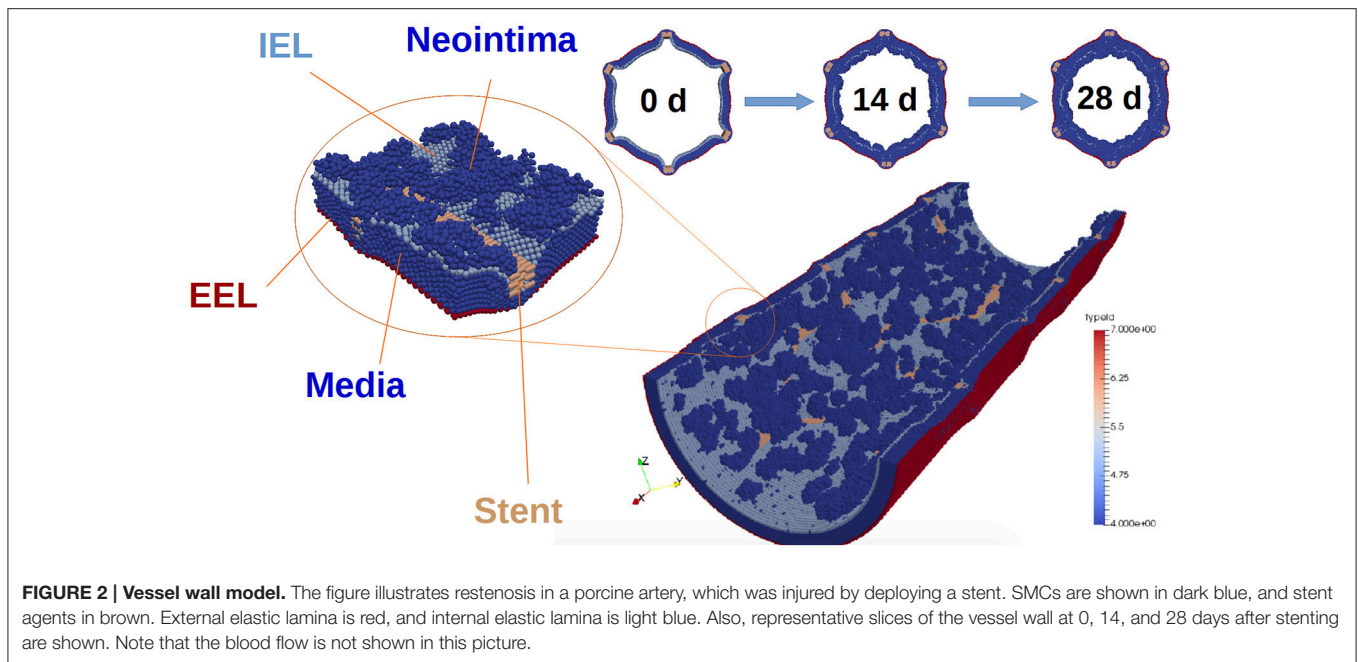 IEL
Neointima
0 d
14 d
28 d
EEL
Media
Stent
Z
Y
X
typeId
7.000e+00
6.25
5.5
4.75
4.000e+00
FIGURE 2 | Vessel wall model. The figure illustrates restenosis in a porcine artery, which was injured by deploying a stent. SMCs are shown in dark blue, and stent
agents in brown. External elastic lamina is red, and internal elastic lamina is light blue. Also, representative slices of the vessel wall at 0, 14, and 28 days after stenting
are shown. Note that the blood flow is not shown in this picture.